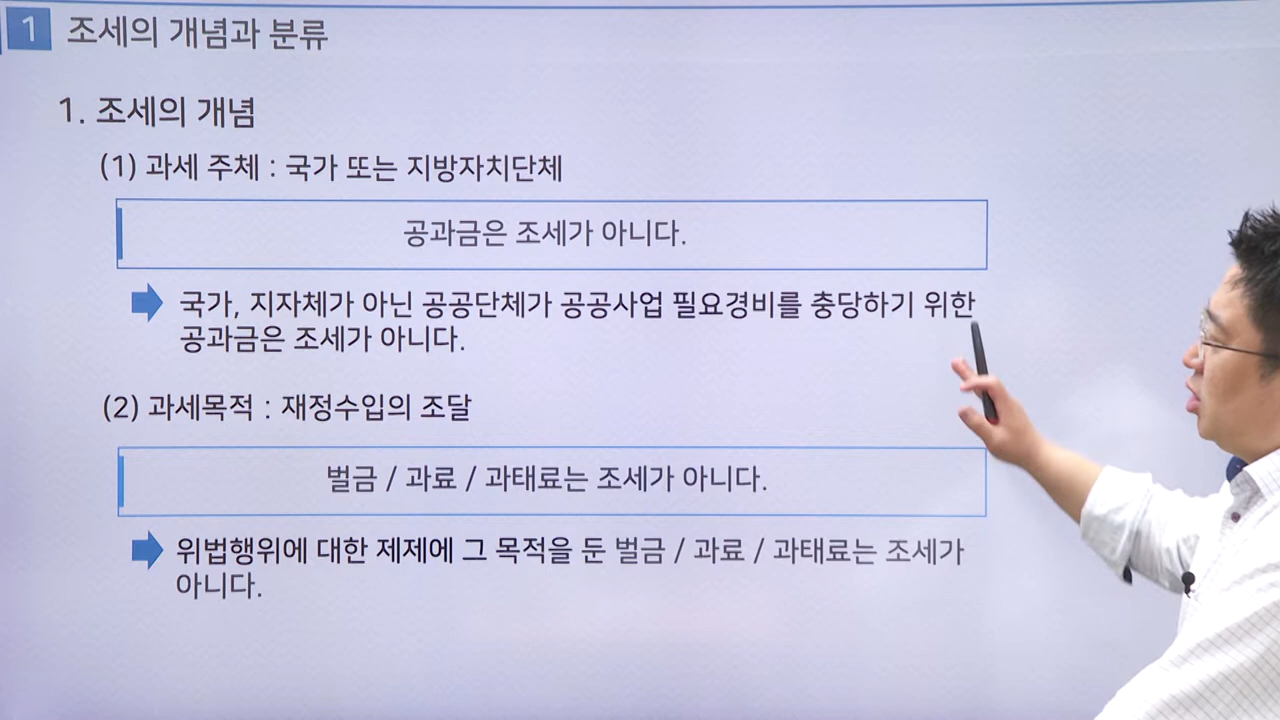 1 조세의 개념과 분류
1. 조세의 개념
(1) 과세 주체 : 국가 또는 지방자치단체
공과금은 조세가 아니다.
국가, 지자체가 아닌 공공단체가 공공사업 필요경비를 충당하기 위한
공과금은 조세가 아니다.
(2) 과세목적 : 재정수입의 조달
벌금 / 과료 / 과태료는 조세가 아니다.
위법행위에 대한 제제에 그 목적을 둔 벌금 / 과료 / 과태료는 조세가
아니다.